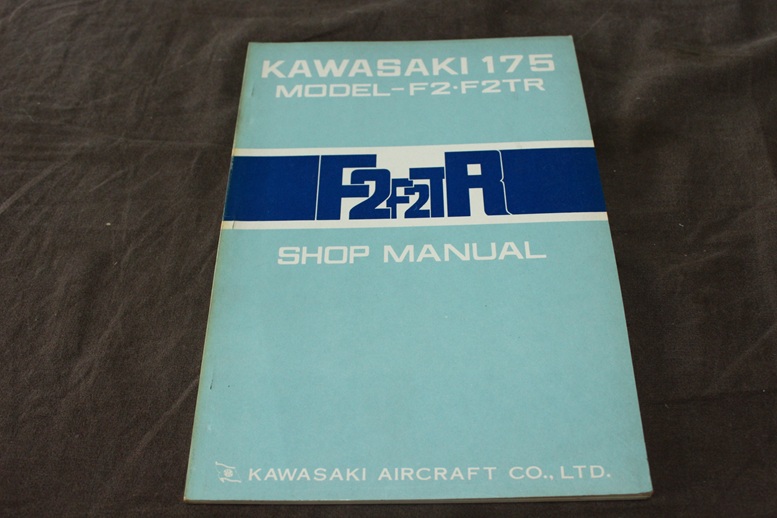 KAWASAKI 175
MODEL-F2·F2TR
F2F2TR
SHOP MANUAL
KAWASAKI AIRCRAFT CO., LTD.